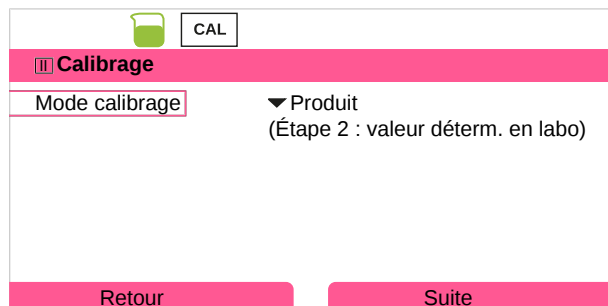 CAL
II Calibrage
Mode calibrage Produit
(Étape 2 : valeur déterm. en labo)
Retour Suite